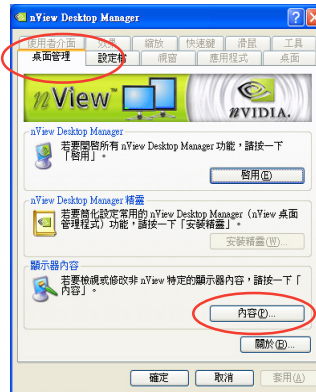 nView Desktop Manager
使用者介面 效果 縮放 快速鍵 滑鼠 工具
桌面管理 設定檔 視窗 應用程式 桌面
nView™
NVIDIA.
nView Desktop Manager
若要開啓所有 nView Desktop Manager 功能，請按一下
「啓用」。
啓用(E)
nView Desktop Manager 精靈
若要簡化設定常用的 nView Desktop Manager（nView 桌面
管理程式）功能，請按一下「安裝精靈」。
安裝精靈(W)...
顯示器內容
若要檢視或修改非 nView 特定的顯示器內容，請按一下「
內容」。
內容(P)...
關於(B)...
確定 取消 套用(A)